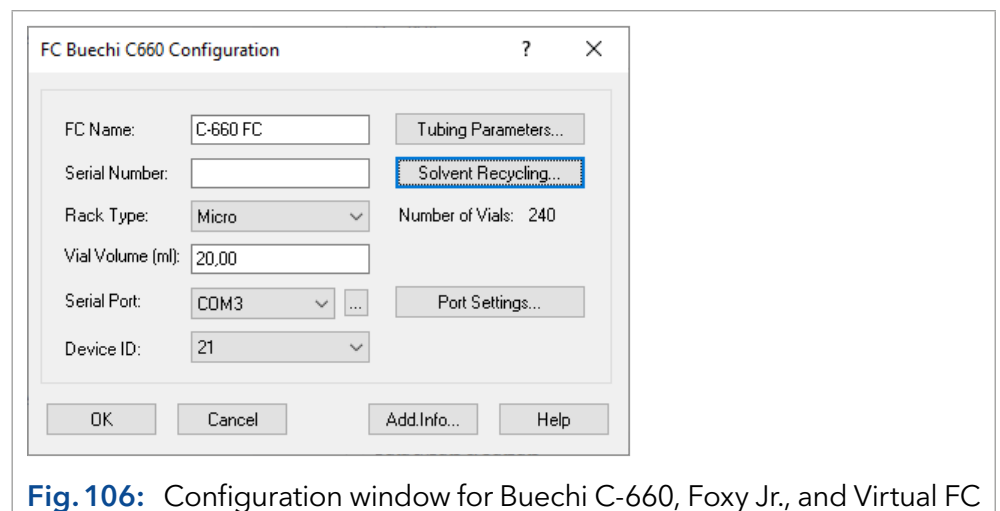 FC Buechi C660 Configuration ? ×
FC Name: C-660 FC Tubing Parameters...
Serial Number: Solvent Recycling...
Rack Type: Micro Number of Vials: 240
Vial Volume (ml): 20,00
Serial Port: COM3 ... Port Settings...
Device ID: 21
OK Cancel Add.Info... Help
Fig. 106: Configuration window for Buechi C-660, Foxy Jr., and Virtual FC